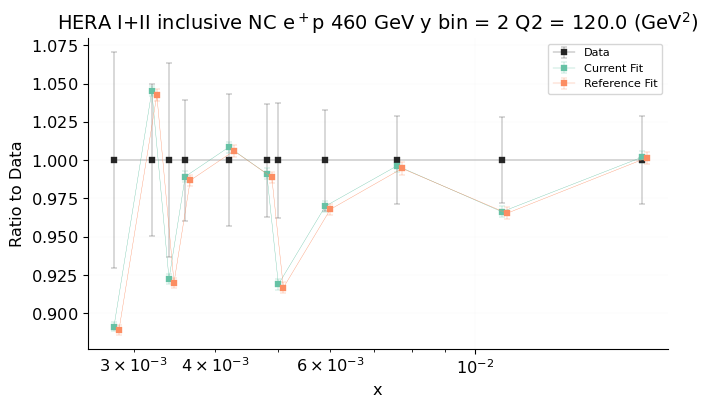 HERA I+II inclusive NC e⁺p 460 GeV y bin = 2 Q2 = 120.0 (GeV²)
Data
Current Fit
Reference Fit
Ratio to Data
1.075
1.050
1.025
1.000
0.975
0.950
0.925
0.900
3 × 10⁻³
4 × 10⁻³
6 × 10⁻³
10⁻²
x